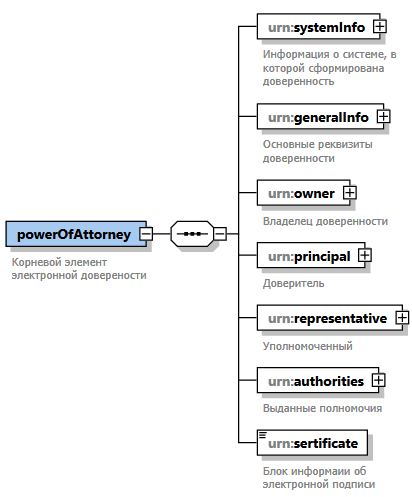 urn:systemInfo
Информация о системе, в
которой сформирована
доверенность
urn:generalInfo
Основные реквизиты
доверенности
urn:owner
Владелец доверенности
powerOfAttorney
Корневой элемент
электронной доверености
urn:principal
Доверитель
urn:representative
Уполномоченный
urn:authorities
Выданные полномочия
urn:sertificate
Блок информаии об
электронной подписи